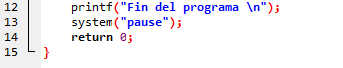 12 printf("Fin del programa \n");
13 system("pause");
14 return 0;
15 }